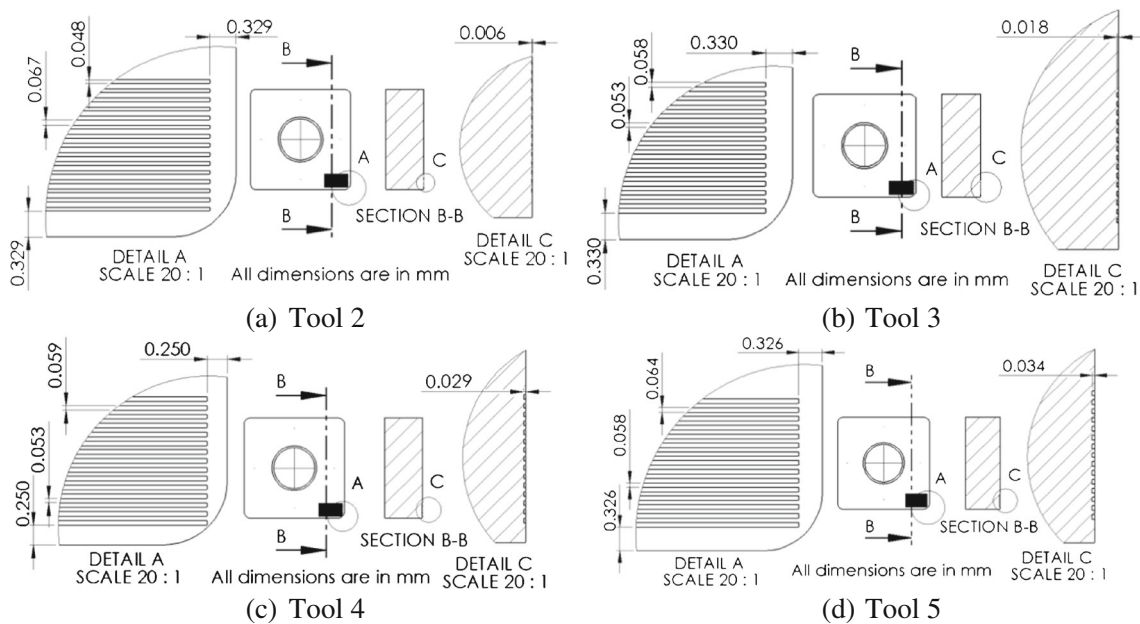 0.329
0.048
0.067
0.329
B
A
B
C
SECTION B-B
0.006
DETAIL A
SCALE 20 : 1
All dimensions are in mm
DETAIL C
SCALE 20 : 1
(a) Tool 2
0.330
0.058
0.053
0.330
B
A
B
C
SECTION B-B
0.018
DETAIL A
SCALE 20 : 1
All dimensions are in mm
DETAIL C
SCALE 20 : 1
(b) Tool 3
0.250
0.059
0.053
0.250
B
A
B
C
SECTION B-B
0.029
DETAIL A
SCALE 20 : 1
All dimensions are in mm
DETAIL C
SCALE 20 : 1
(c) Tool 4
0.326
0.064
0.058
0.326
B
A
B
C
SECTION B-B
0.034
DETAIL A
SCALE 20 : 1
All dimensions are in mm
DETAIL C
SCALE 20 : 1
(d) Tool 5